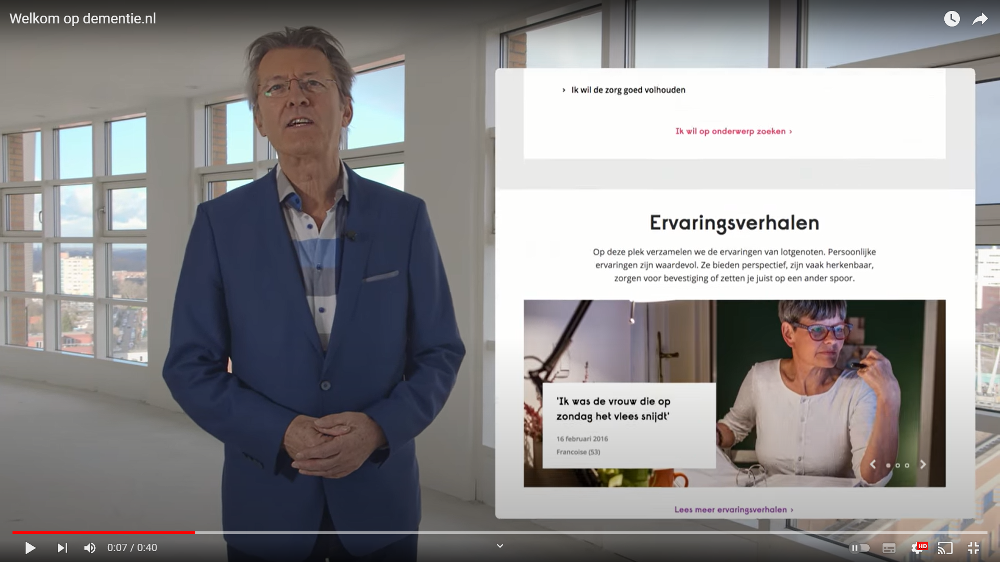 Welkom op dementie.nl
› Ik wil de zorg goed volhouden
Ik wil op onderwerp zoeken ›
Ervaringsverhalen
Op deze plek verzamelen we de ervaringen van lotgenoten. Persoonlijke
ervaringen zijn waardevol. Ze bieden perspectief, zijn vaak herkenbaar,
zorgen voor bevestiging of zetten je juist op een ander spoor.
'Ik was de vrouw die op
zondag het vlees snijdt'
16 februari 2016
Francoise (53)
Lees meer ervaringsverhalen ›
0:07 / 0:40
HD